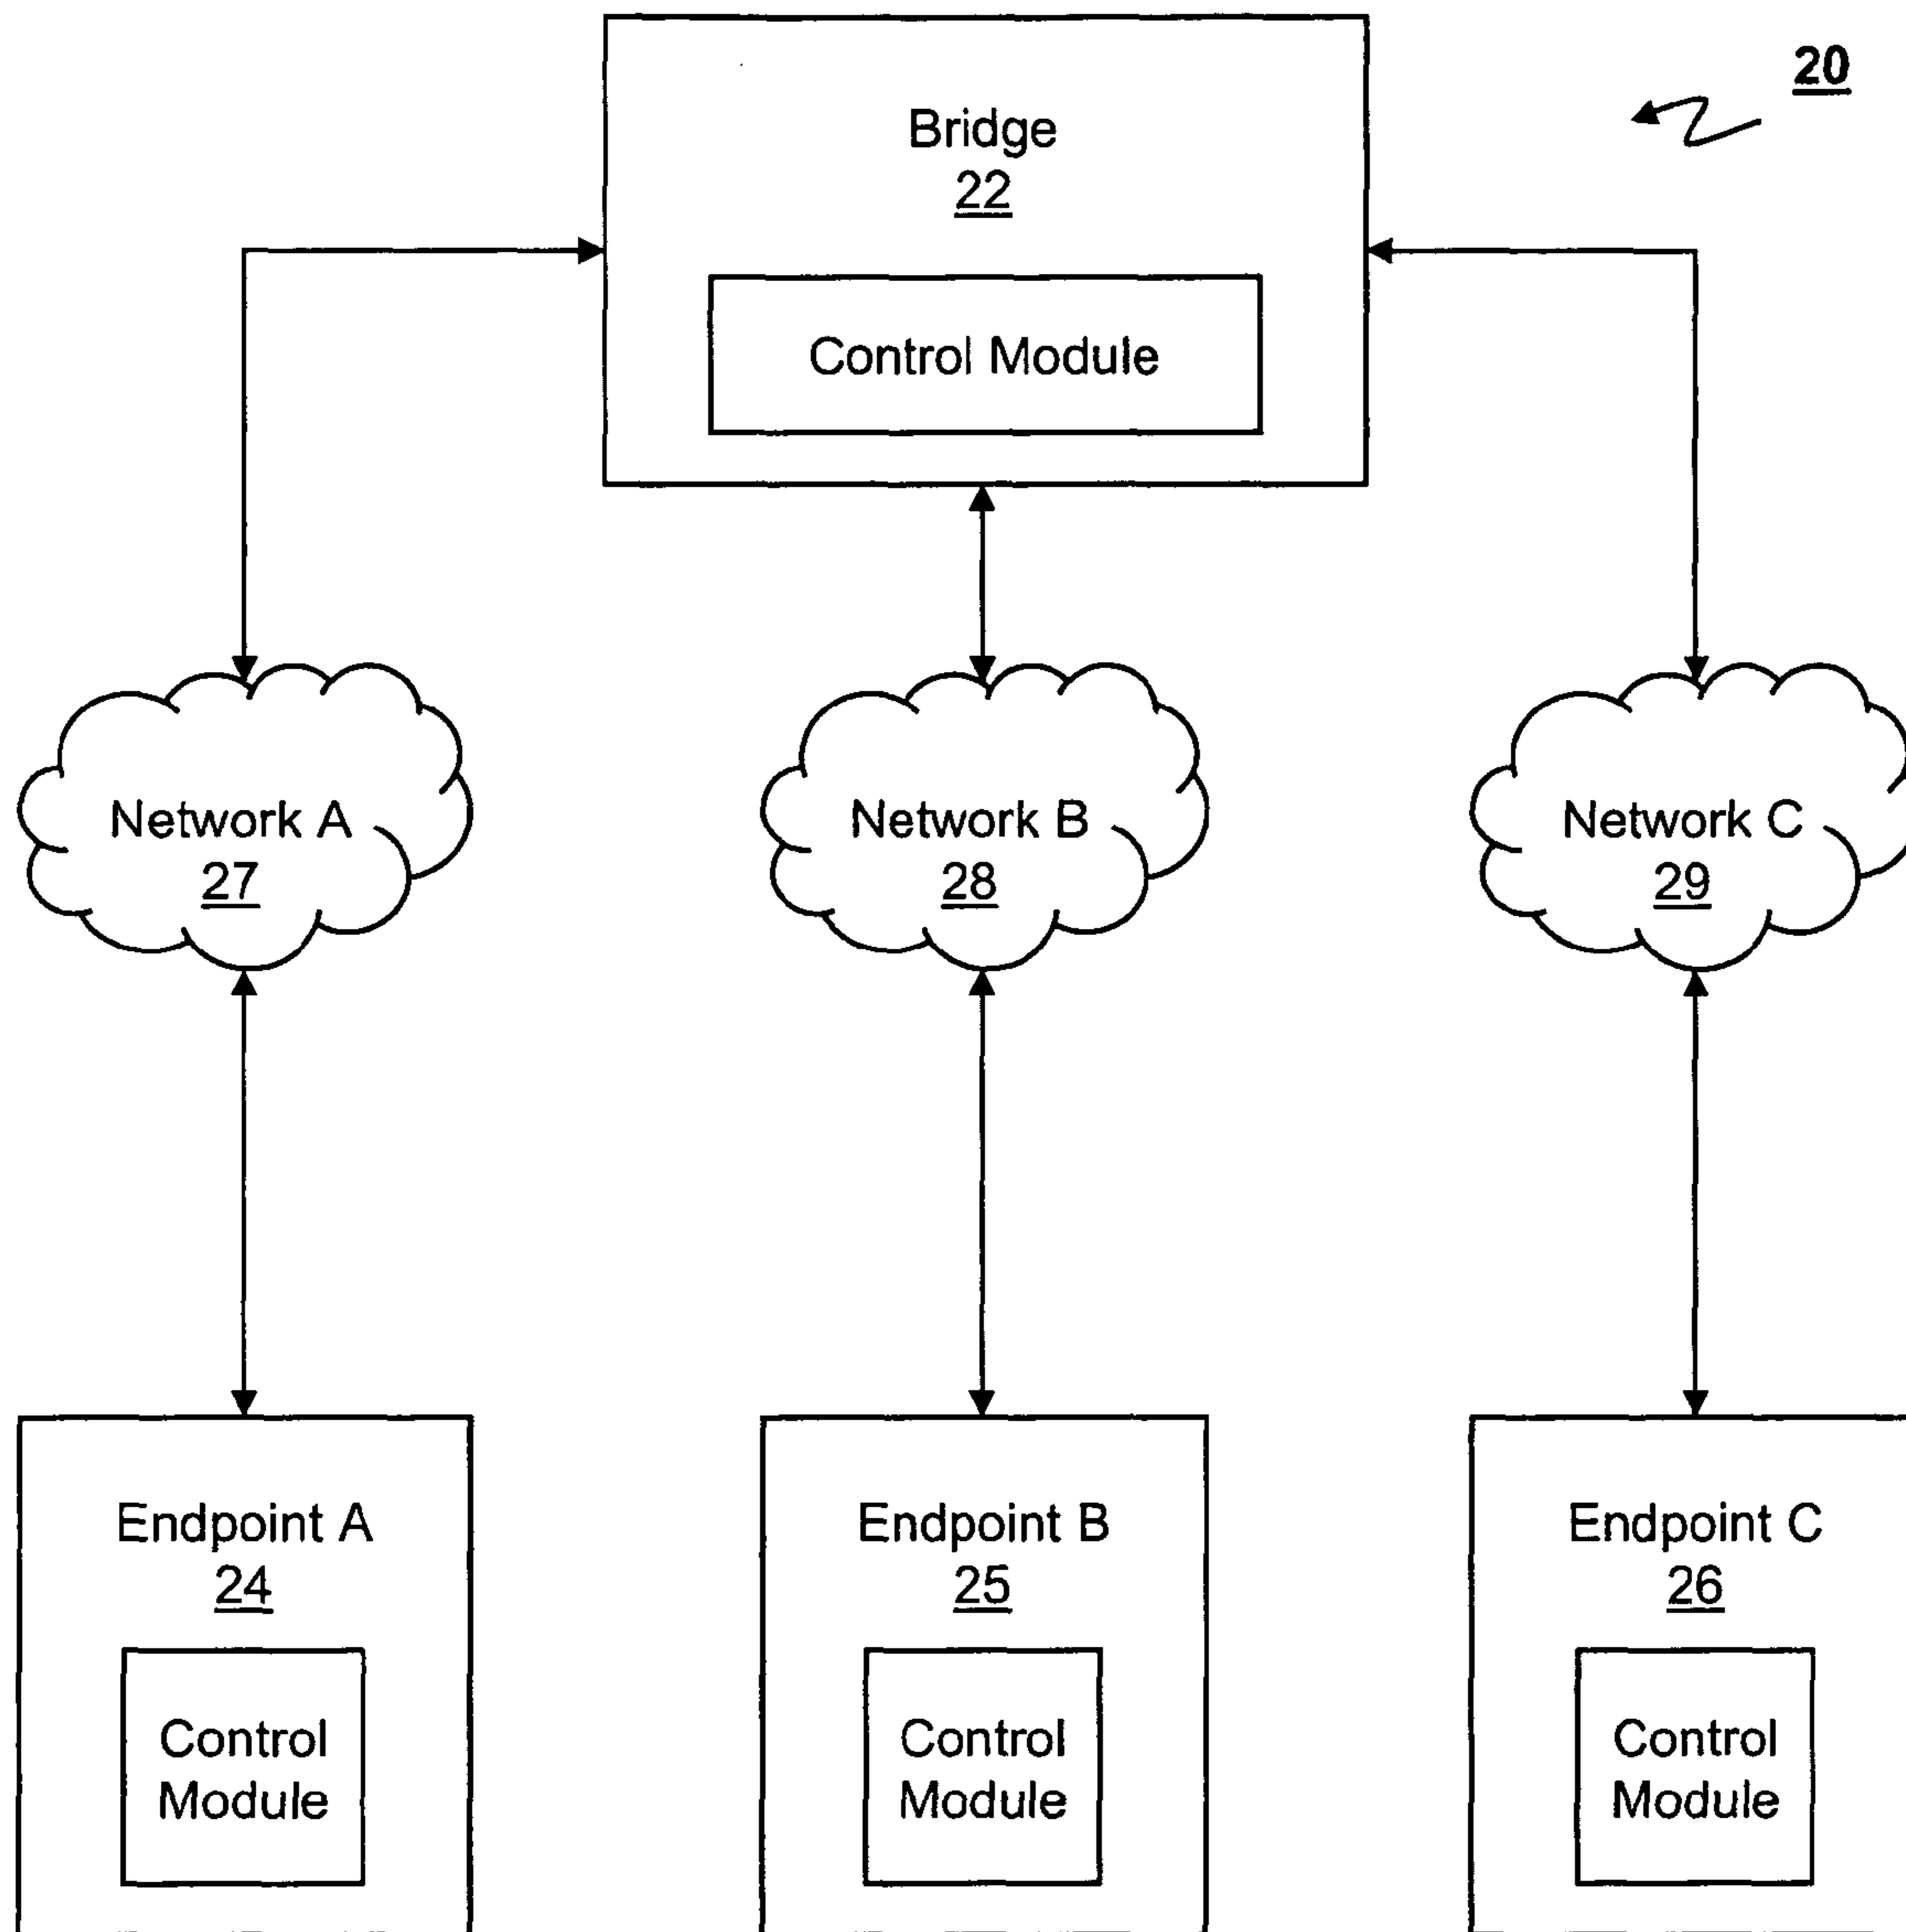 20
Bridge
22
Control Module
Network A
27
Network B
28
Network C
29
Endpoint A
24
Control
Module
Endpoint B
25
Control
Module
Endpoint C
26
Control
Module